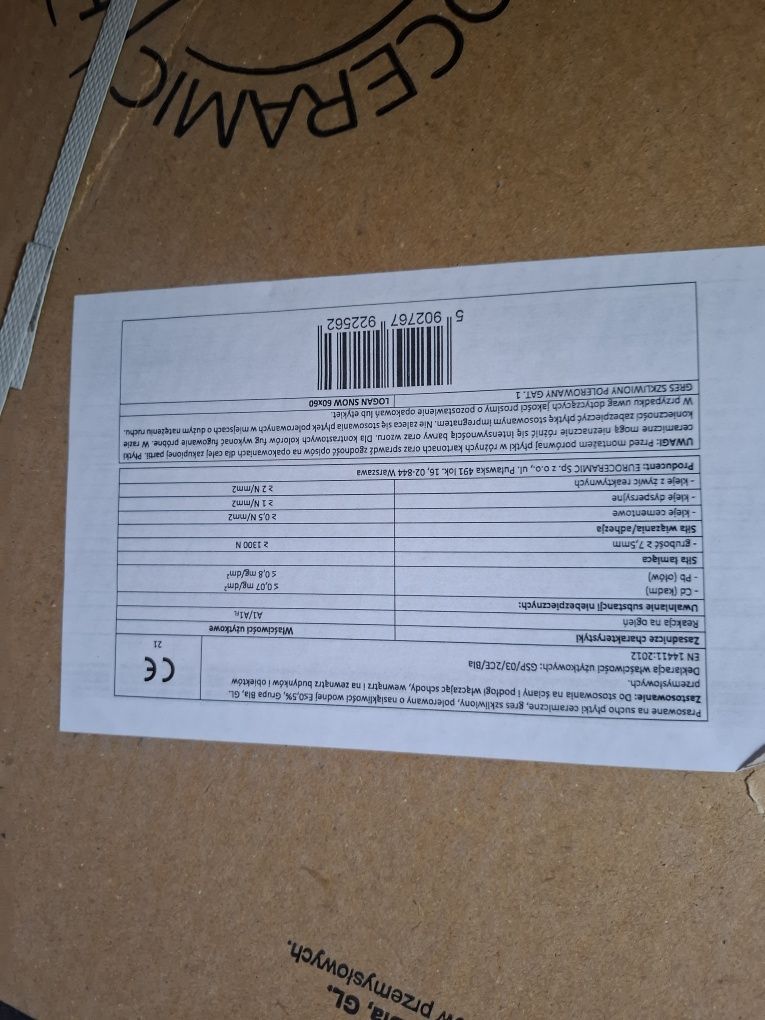 Bia, GL.
w przemysłowych.
Prasowane na sucho płytki ceramiczne, gres szkliwiony, polerowany o nasiąkliwości wodnej E≤0,5%, Grupa BIa, GL.
Zastosowanie: Do stosowania na ściany i podłogi włączając schody, wewnątrz i na zewnątrz budynków i obiektów
przemysłowych.
Deklaracja właściwości użytkowych: GSP/03/2CE/BIa
EN 14411:2012
CE
21
Zasadnicze charakterystyki
Właściwości użytkowe
Reakcja na ogień
A1/A1FL
Uwalnianie substancji niebezpiecznych:
- Cd (kadm)
≤ 0,07 mg/dm²
- Pb (ołów)
≤ 0,8 mg/dm²
Siła łamiąca
- grubość ≥ 7,5mm
≥ 1300 N
Siła wiązania/adhezja
- kleje cementowe
≥ 0,5 N/mm2
- kleje dyspersyjne
≥ 1 N/mm2
- kleje z żywic reaktywnych
≥ 2 N/mm2
Producent: EUROCERAMIC Sp. z o.o., ul. Puławska 491 lok. 16, 02-844 Warszawa
UWAGI: Przed montażem porównaj płytki w różnych kartonach oraz sprawdź zgodność opisów na opakowaniach dla całej zakupionej partii. Płytki
ceramiczne mogą nieznacznie różnić się intensywnością barwy oraz wzoru. Dla kontrastowych kolorów fug wykonać fugowanie próbne. W razie
konieczności zabezpieczyć płytkę stosowanym impregnatem. Nie zaleca się stosowania płytek polerowanych w miejscach o dużym natężeniu ruchu.
W przypadku uwag dotyczących jakości prosimy o pozostawienie opakowań lub etykiet.
GRES SZKLIWIONY POLEROWANY GAT. 1
LOGAN SNOW 60x60
5 902767 922562
OCERAMIC